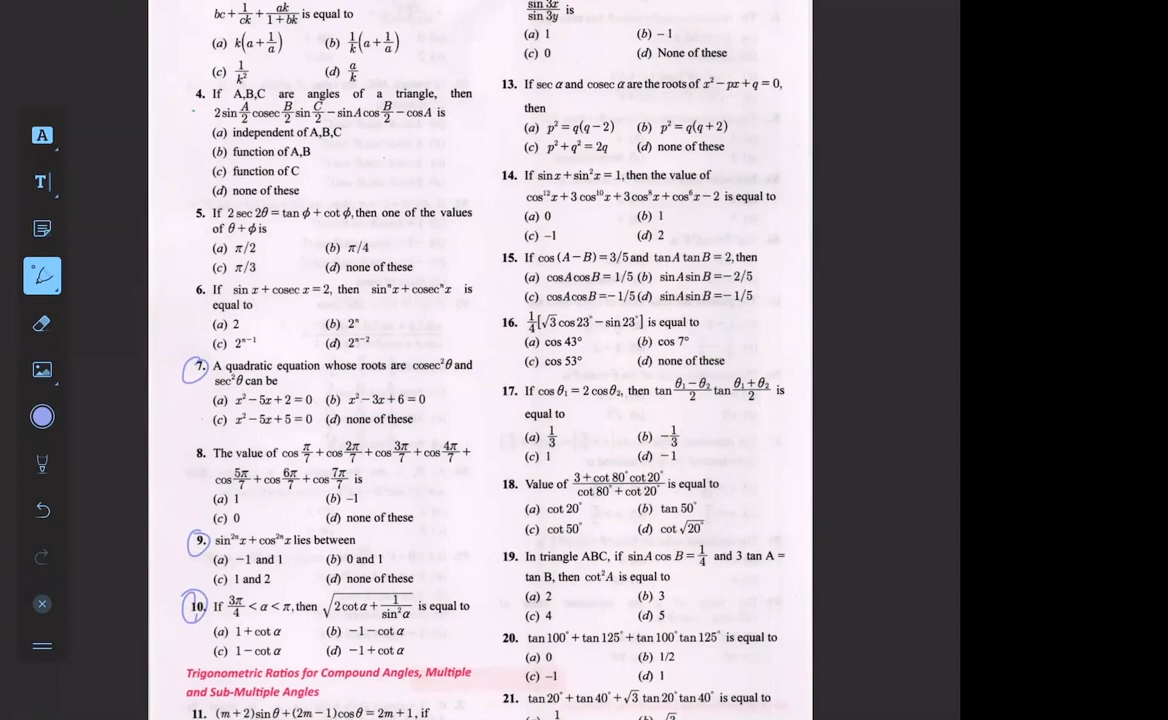 bc + 1/ck + ak/(1+bk) is equal to
(a) k(a + 1/a) (b) 1/k(a + 1/a)
(c) 1/k² (d) a/k
4. If A,B,C are angles of a triangle, then
2 sin A/2 cosec B/2 sin C/2 − sin A cos B/2 − cos A is
(a) independent of A,B,C
(b) function of A,B
(c) function of C
(d) none of these
5. If 2 sec 2θ = tan ϕ + cot ϕ, then one of the values
of θ + ϕ is
(a) π/2 (b) π/4
(c) π/3 (d) none of these
6. If sin x + cosec x = 2, then sinⁿx + cosecⁿx is
equal to
(a) 2 (b) 2ⁿ
(c) 2ⁿ⁻¹ (d) 2ⁿ⁻²
7. A quadratic equation whose roots are cosec²θ and
sec²θ can be
(a) x² − 5x + 2 = 0 (b) x² − 3x + 6 = 0
(c) x² − 5x + 5 = 0 (d) none of these
8. The value of cos π/7 + cos 2π/7 + cos 3π/7 + cos 4π/7 +
cos 5π/7 + cos 6π/7 + cos 7π/7 is
(a) 1 (b) −1
(c) 0 (d) none of these
9. sin²ⁿx + cos²ⁿx lies between
(a) −1 and 1 (b) 0 and 1
(c) 1 and 2 (d) none of these
10. If 3π/4 < α < π, then √(2 cot α + 1/sin²α) is equal to
(a) 1 + cot α (b) −1 − cot α
(c) 1 − cot α (d) −1 + cot α
Trigonometric Ratios for Compound Angles, Multiple
and Sub-Multiple Angles
11. (m + 2) sin θ + (2m − 1) cos θ = 2m + 1, if
sin 3x/sin 3y is
(a) 1 (b) −1
(c) 0 (d) None of these
13. If sec α and cosec α are the roots of x² − px + q = 0,
then
(a) p² = q(q − 2) (b) p² = q(q + 2)
(c) p² + q² = 2q (d) none of these
14. If sin x + sin²x = 1, then the value of
cos¹²x + 3 cos¹⁰x + 3 cos⁸x + cos⁶x − 2 is equal to
(a) 0 (b) 1
(c) −1 (d) 2
15. If cos (A − B) = 3/5 and tan A tan B = 2, then
(a) cos A cos B = 1/5 (b) sin A sin B = −2/5
(c) cos A cos B = −1/5 (d) sin A sin B = −1/5
16. 1/4[√3 cos 23° − sin 23°] is equal to
(a) cos 43° (b) cos 7°
(c) cos 53° (d) none of these
17. If cos θ₁ = 2 cos θ₂, then tan (θ₁ − θ₂)/2 tan (θ₁ + θ₂)/2 is
equal to
(a) 1/3 (b) −1/3
(c) 1 (d) −1
18. Value of (3 + cot 80° cot 20°)/(cot 80° + cot 20°) is equal to
(a) cot 20° (b) tan 50°
(c) cot 50° (d) cot √20°
19. In triangle ABC, if sin A cos B = 1/4 and 3 tan A =
tan B, then cot²A is equal to
(a) 2 (b) 3
(c) 4 (d) 5
20. tan 100° + tan 125° + tan 100° tan 125° is equal to
(a) 0 (b) 1/2
(c) −1 (d) 1
21. tan 20° + tan 40° + √3 tan 20° tan 40° is equal to